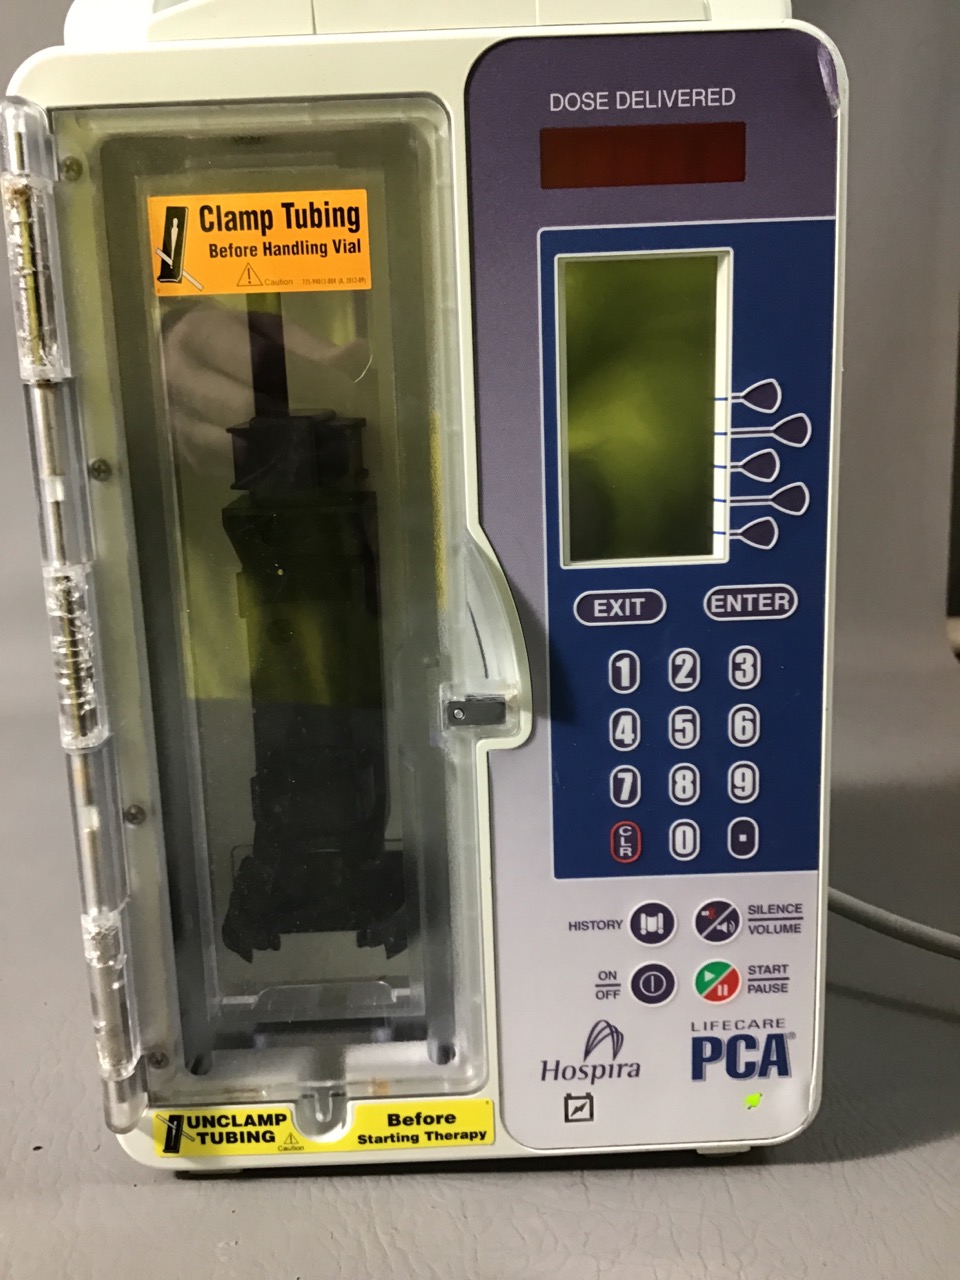 DOSE DELIVERED
Clamp Tubing
Before Handling Vial
Caution
EXIT
ENTER
1 2 3
4 5 6
7 8 9
CLR 0 .
HISTORY
SILENCE
VOLUME
ON
OFF
START
PAUSE
Hospira
LIFECARE
PCA®
UNCLAMP
TUBING
Caution
Before
Starting Therapy